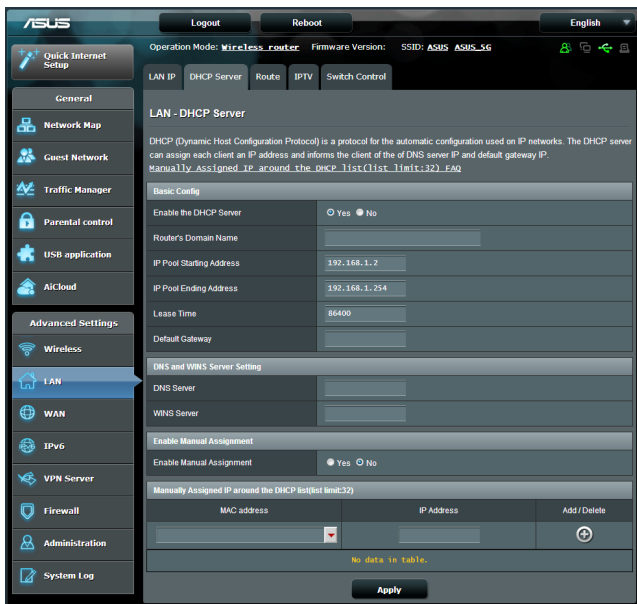 ASUS
Logout
Reboot
English
Quick Internet
Setup
Operation Mode: Wireless router Firmware Version: SSID: ASUS ASUS_5G
LAN IP
DHCP Server
Route
IPTV
Switch Control
General
Network Map
Guest Network
Traffic Manager
Parental control
USB application
AiCloud
Advanced Settings
Wireless
LAN
WAN
IPv6
VPN Server
Firewall
Administration
System Log
LAN - DHCP Server
DHCP (Dynamic Host Configuration Protocol) is a protocol for the automatic configuration used on IP networks. The DHCP server
can assign each client an IP address and informs the client of the of DNS server IP and default gateway IP.
Manually Assigned IP around the DHCP list(list limit:32) FAQ
Basic Config
Enable the DHCP Server Yes No
Router's Domain Name
IP Pool Starting Address 192.168.1.2
IP Pool Ending Address 192.168.1.254
Lease Time 86400
Default Gateway
DNS and WINS Server Setting
DNS Server
WINS Server
Enable Manual Assignment
Enable Manual Assignment Yes No
Manually Assigned IP around the DHCP list(list limit:32)
MAC address IP Address Add / Delete
No data in table.
Apply